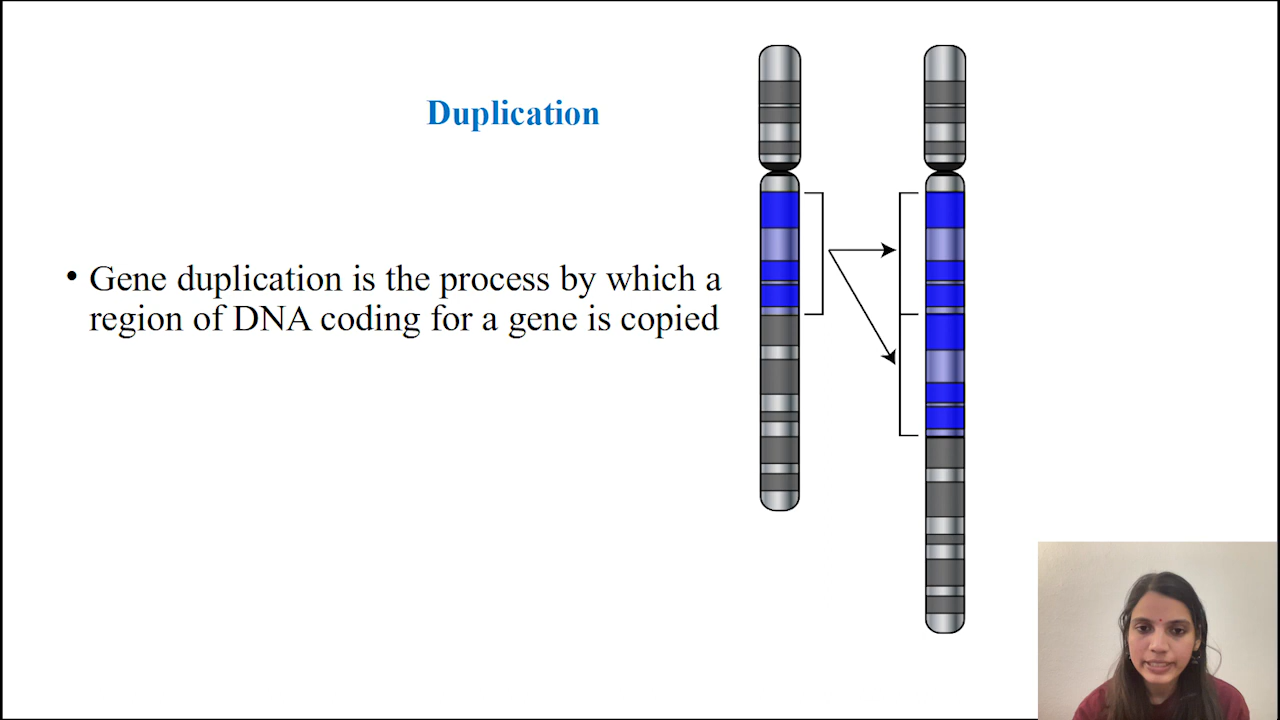 Duplication
• Gene duplication is the process by which a
region of DNA coding for a gene is copied